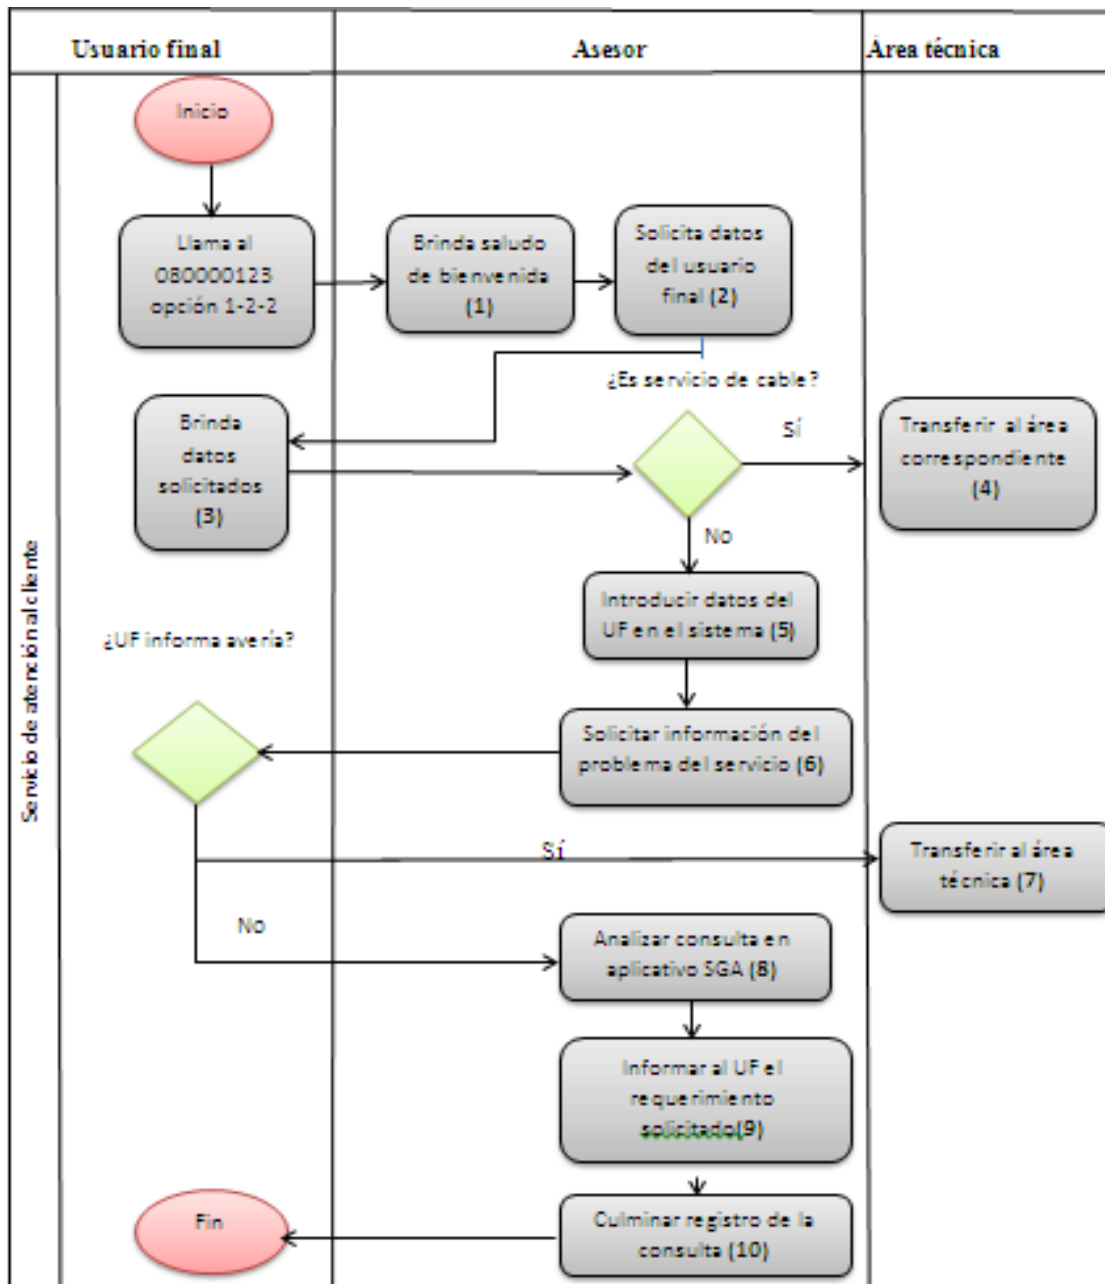 Usuario final
Asesor
Área técnica
Servicio de atención al cliente
Inicio
Llama al
080000123
opción 1-2-2
Brinda saludo
de bienvenida
(1)
Solicita datos
del usuario
final (2)
¿Es servicio de cable?
Brinda
datos
solicitados
(3)
Sí
Transferir al área
correspondiente
(4)
No
Introducir datos del
UF en el sistema (5)
¿UF informa avería?
Solicitar información del
problema del servicio (6)
Sí
Transferir al área
técnica (7)
No
Analizar consulta en
aplicativo SGA (8)
Informar al UF el
requerimiento
solicitado(9)
Culminar registro de la
consulta (10)
Fin